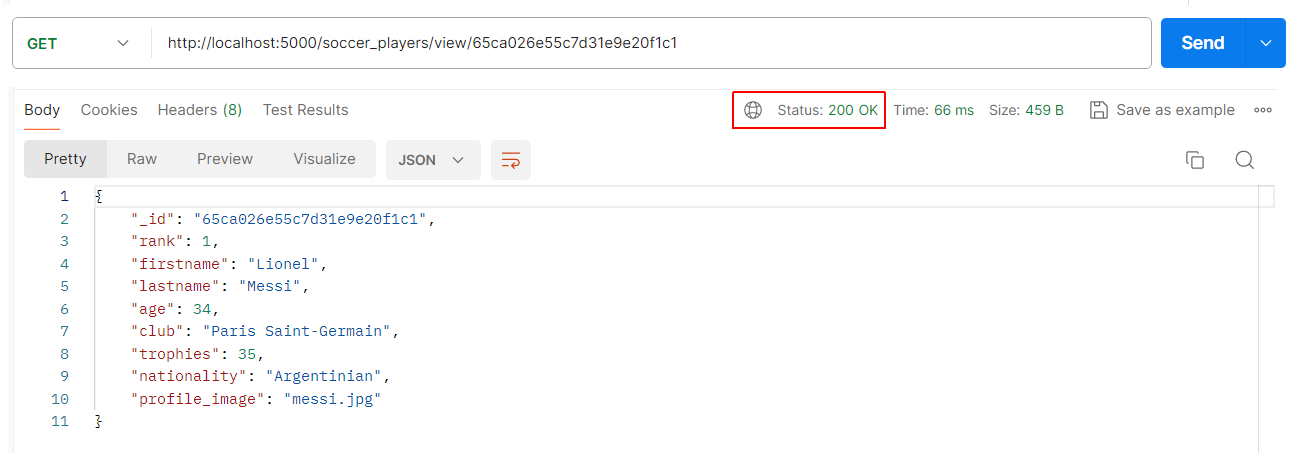 GET http://localhost:5000/soccer_players/view/65ca026e55c7d31e9e20f1c1 Send
Body Cookies Headers (8) Test Results Status: 200 OK Time: 66 ms Size: 459 B Save as example
Pretty Raw Preview Visualize JSON
1 {
2 "_id": "65ca026e55c7d31e9e20f1c1",
3 "rank": 1,
4 "firstname": "Lionel",
5 "lastname": "Messi",
6 "age": 34,
7 "club": "Paris Saint-Germain",
8 "trophies": 35,
9 "nationality": "Argentinian",
10 "profile_image": "messi.jpg"
11 }